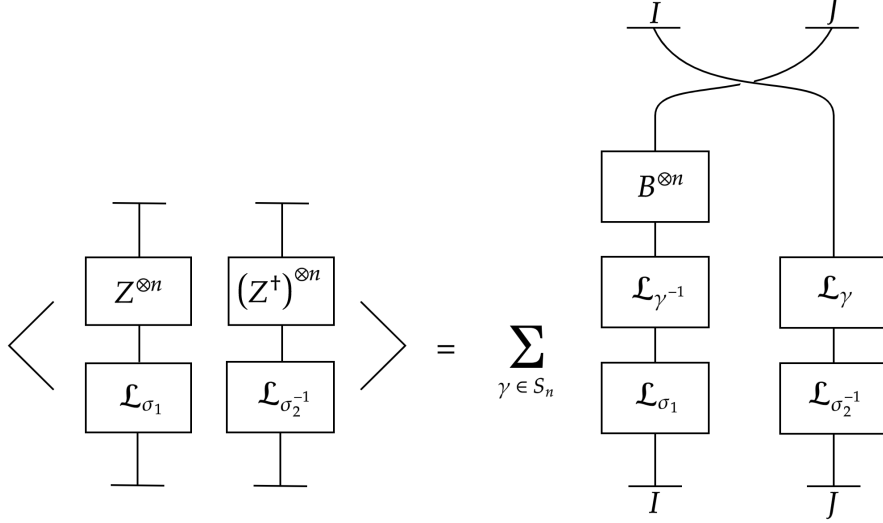 I J
B^{⊗n}
Z^{⊗n} (Z^†)^{⊗n} 𝕷_{γ^{-1}} 𝕷_γ
= ∑_{γ ∈ S_n}
𝕷_{σ_1} 𝕷_{σ_2^{-1}} 𝕷_{σ_1} 𝕷_{σ_2^{-1}}
I J